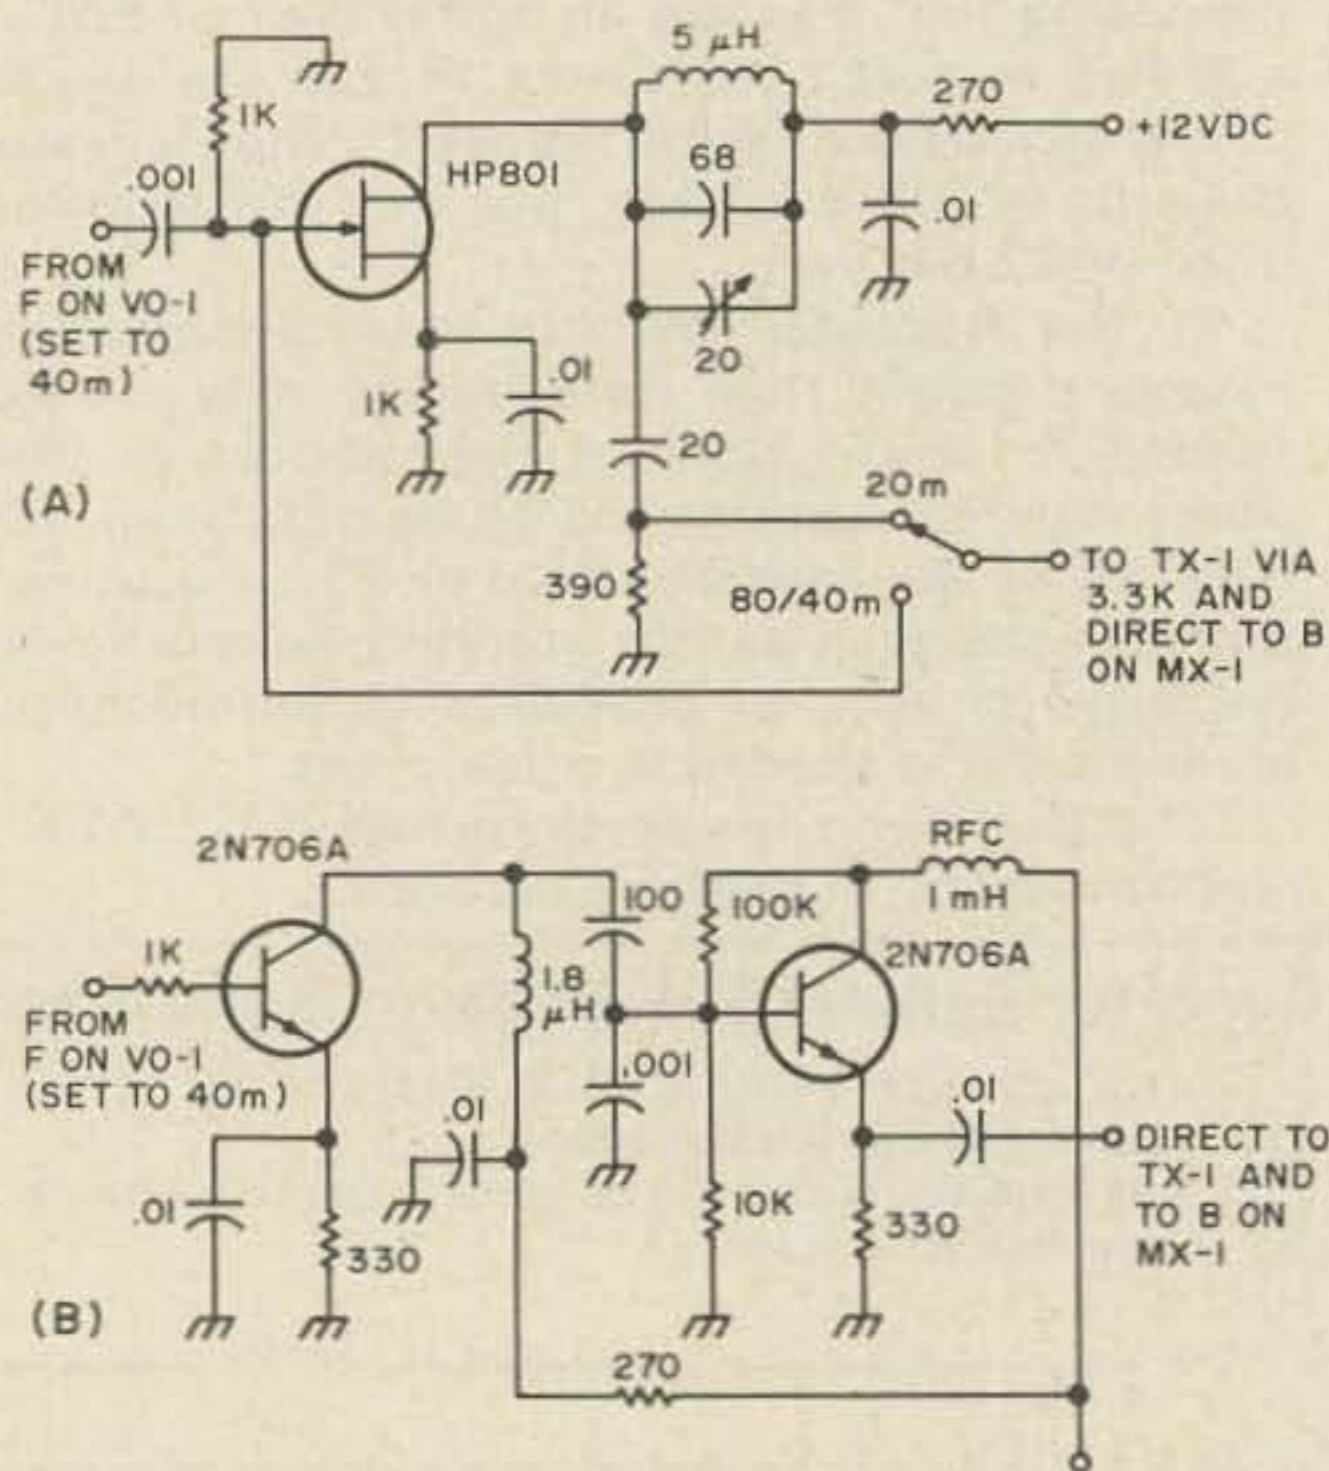 5 µH
270
+12VDC
1K
HP801
68
.001
.01
FROM
F ON VO-1
(SET TO
40m)
20
1K
.01
20
(A)
20m
390
80/40m
TO TX-1 VIA
3.3K AND
DIRECT TO B
ON MX-1
2N706A
RFC
1 mH
100
100K
2N706A
1K
1.8
µH
FROM
F ON VO-1
(SET TO 40m)
.001
.01
.01
DIRECT TO
TX-1 AND
TO B ON
MX-1
.01
10K
330
330
(B)
270